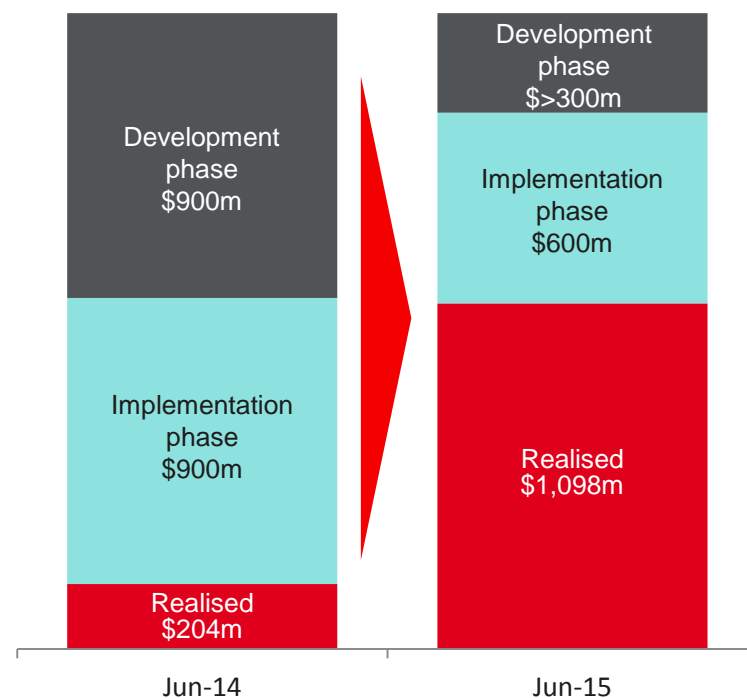 Development
phase
$900m
Implementation
phase
$900m
Realised
$204m
Jun-14
Development
phase
$>300m
Implementation
phase
$600m
Realised
$1,098m
Jun-15